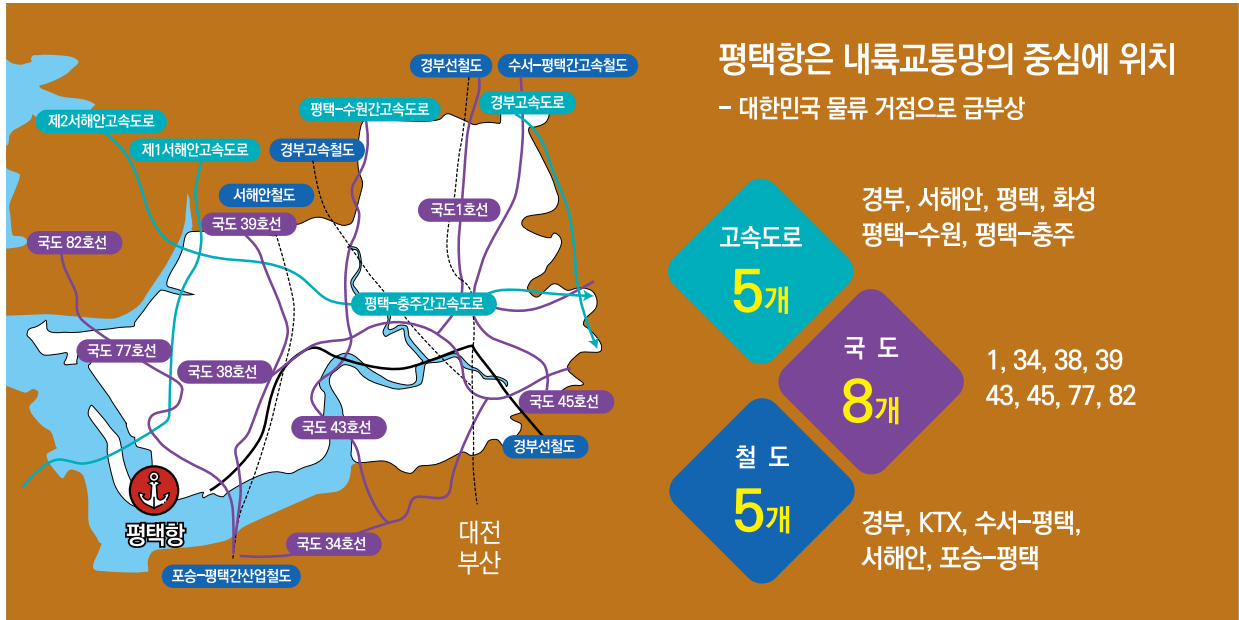 평택항은 내륙교통망의 중심에 위치
- 대한민국 물류 거점으로 급부상
경부선철도
수서-평택간고속철도
평택-수원간고속도로
경부고속도로
제2서해안고속도로
제1서해안고속도로
경부고속철도
서해안철도
국도 39호선
국도1호선
국도 82호선
평택-충주간고속도로
국도 77호선
국도 38호선
국도 45호선
국도 43호선
경부선철도
평택항
대전
부산
국도 34호선
포승-평택간산업철도
고속도로
5개
경부, 서해안, 평택, 화성
평택-수원, 평택-충주
국 도
8개
1, 34, 38, 39
43, 45, 77, 82
철 도
5개
경부, KTX, 수서-평택,
서해안, 포승-평택